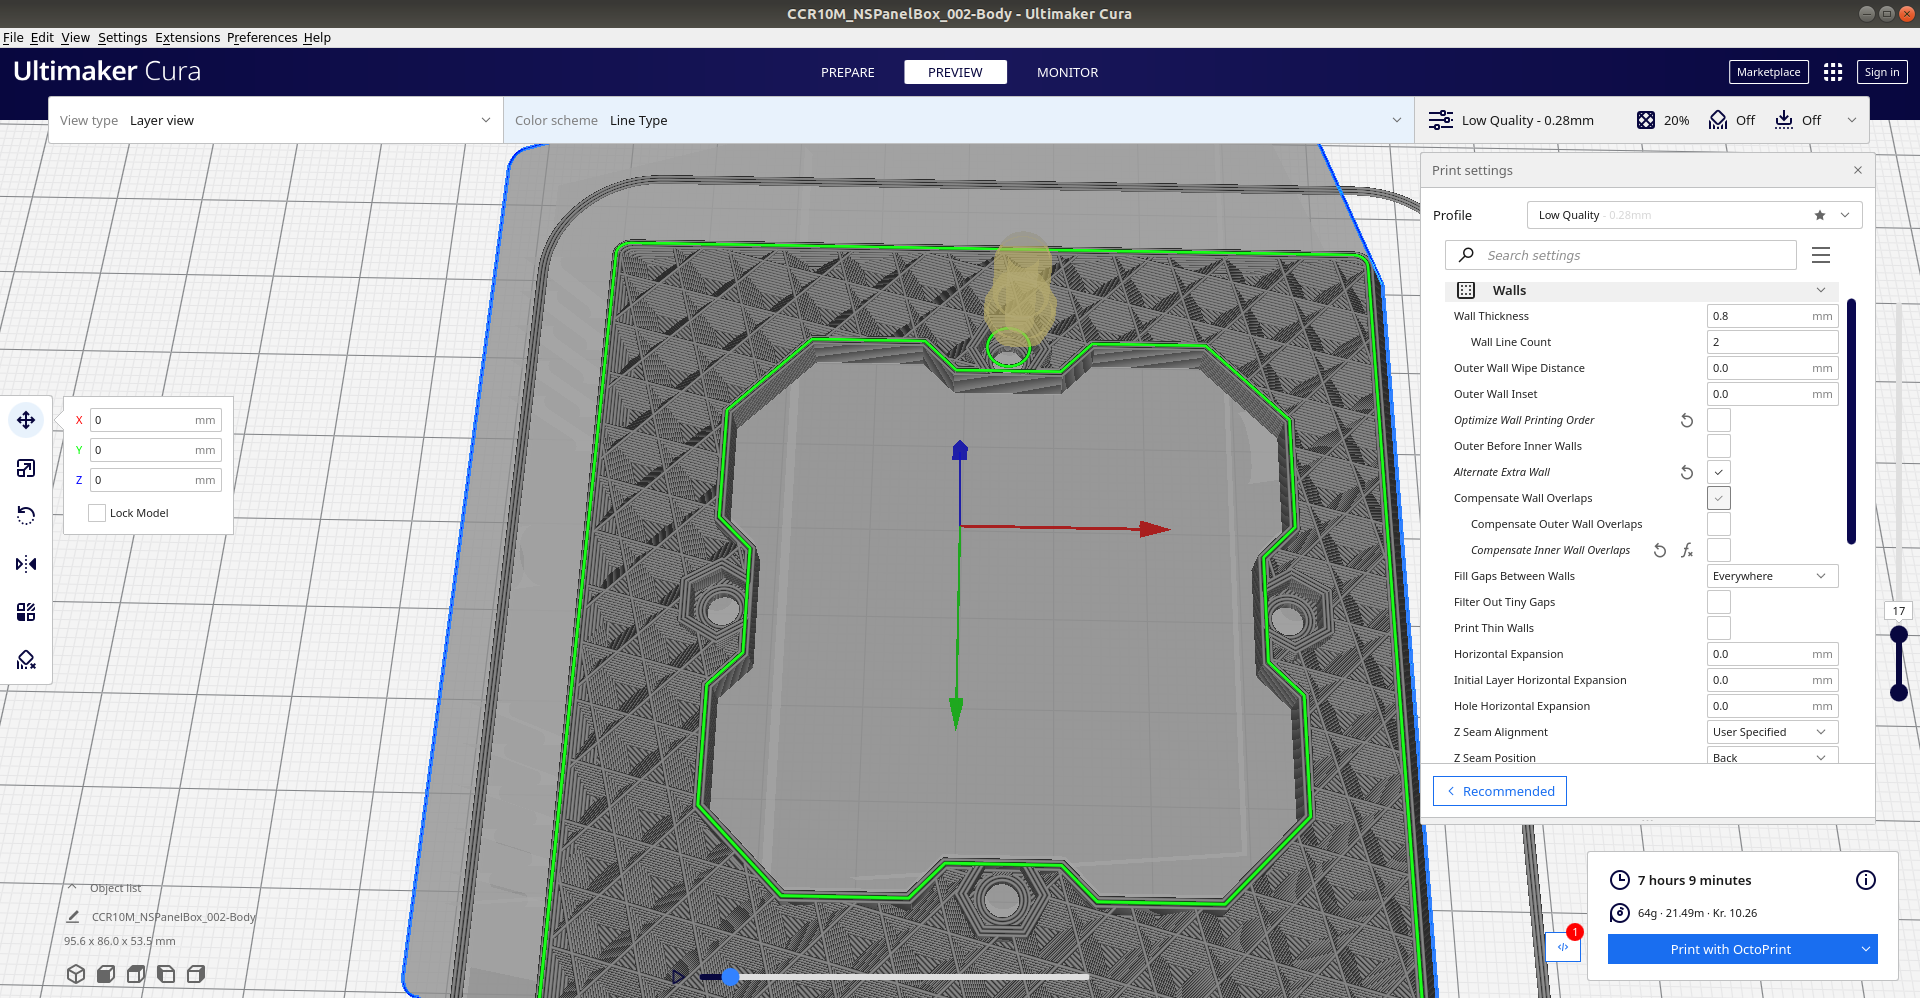 CCR10M_NSPanelBox_002-Body - Ultimaker Cura
File Edit View Settings Extensions Preferences Help
Ultimaker Cura
PREPARE PREVIEW MONITOR
Marketplace Sign in
View type Layer view
Color scheme Line Type
Low Quality - 0.28mm 20% Off Off
Print settings
Profile Low Quality - 0.28mm
Search settings
Walls
Wall Thickness 0.8 mm
Wall Line Count 2
Outer Wall Wipe Distance 0.0 mm
Outer Wall Inset 0.0 mm
Optimize Wall Printing Order
Outer Before Inner Walls
Alternate Extra Wall
Compensate Wall Overlaps
Compensate Outer Wall Overlaps
Compensate Inner Wall Overlaps
Fill Gaps Between Walls Everywhere
Filter Out Tiny Gaps
Print Thin Walls
Horizontal Expansion 0.0 mm
Initial Layer Horizontal Expansion 0.0 mm
Hole Horizontal Expansion 0.0 mm
Z Seam Alignment User Specified
Z Seam Position Back
Recommended
17
X 0 mm
Y 0 mm
Z 0 mm
Lock Model
Object list
CCR10M_NSPanelBox_002-Body
95.6 x 86.0 x 53.5 mm
7 hours 9 minutes
64g · 21.49m · Kr. 10.26
1
Print with OctoPrint